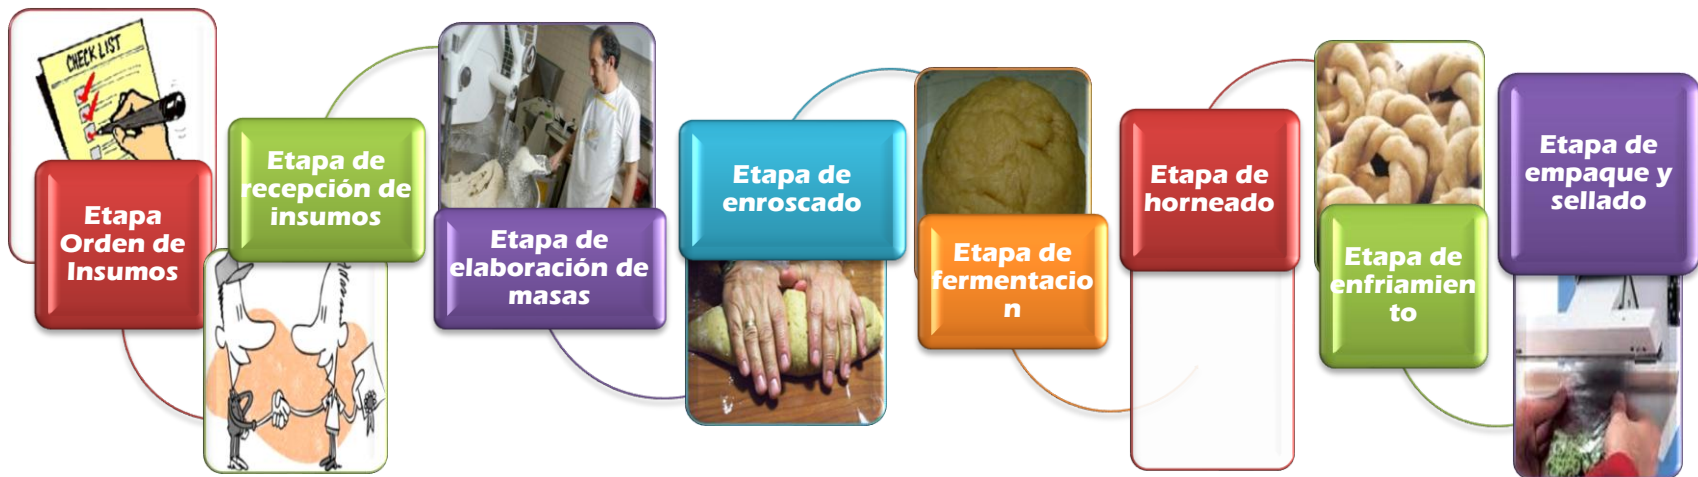 CHECK LIST
Etapa
Orden de
Insumos
Etapa de
recepción de
insumos
Etapa de
elaboración de
masas
Etapa de
enroscado
Etapa de
fermentacio
n
Etapa de
horneado
Etapa de
enfriamien
to
Etapa de
empaque y
sellado